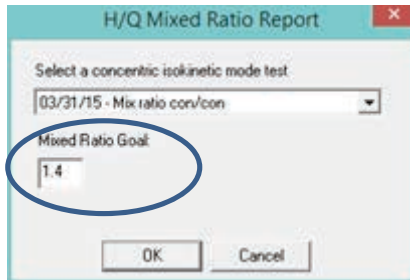 H/Q Mixed Ratio Report
Select a concentric isokinetic mode test
03/31/15 - Mix ratio con/con
Mixed Ratio Goal:
1.4
OK Cancel